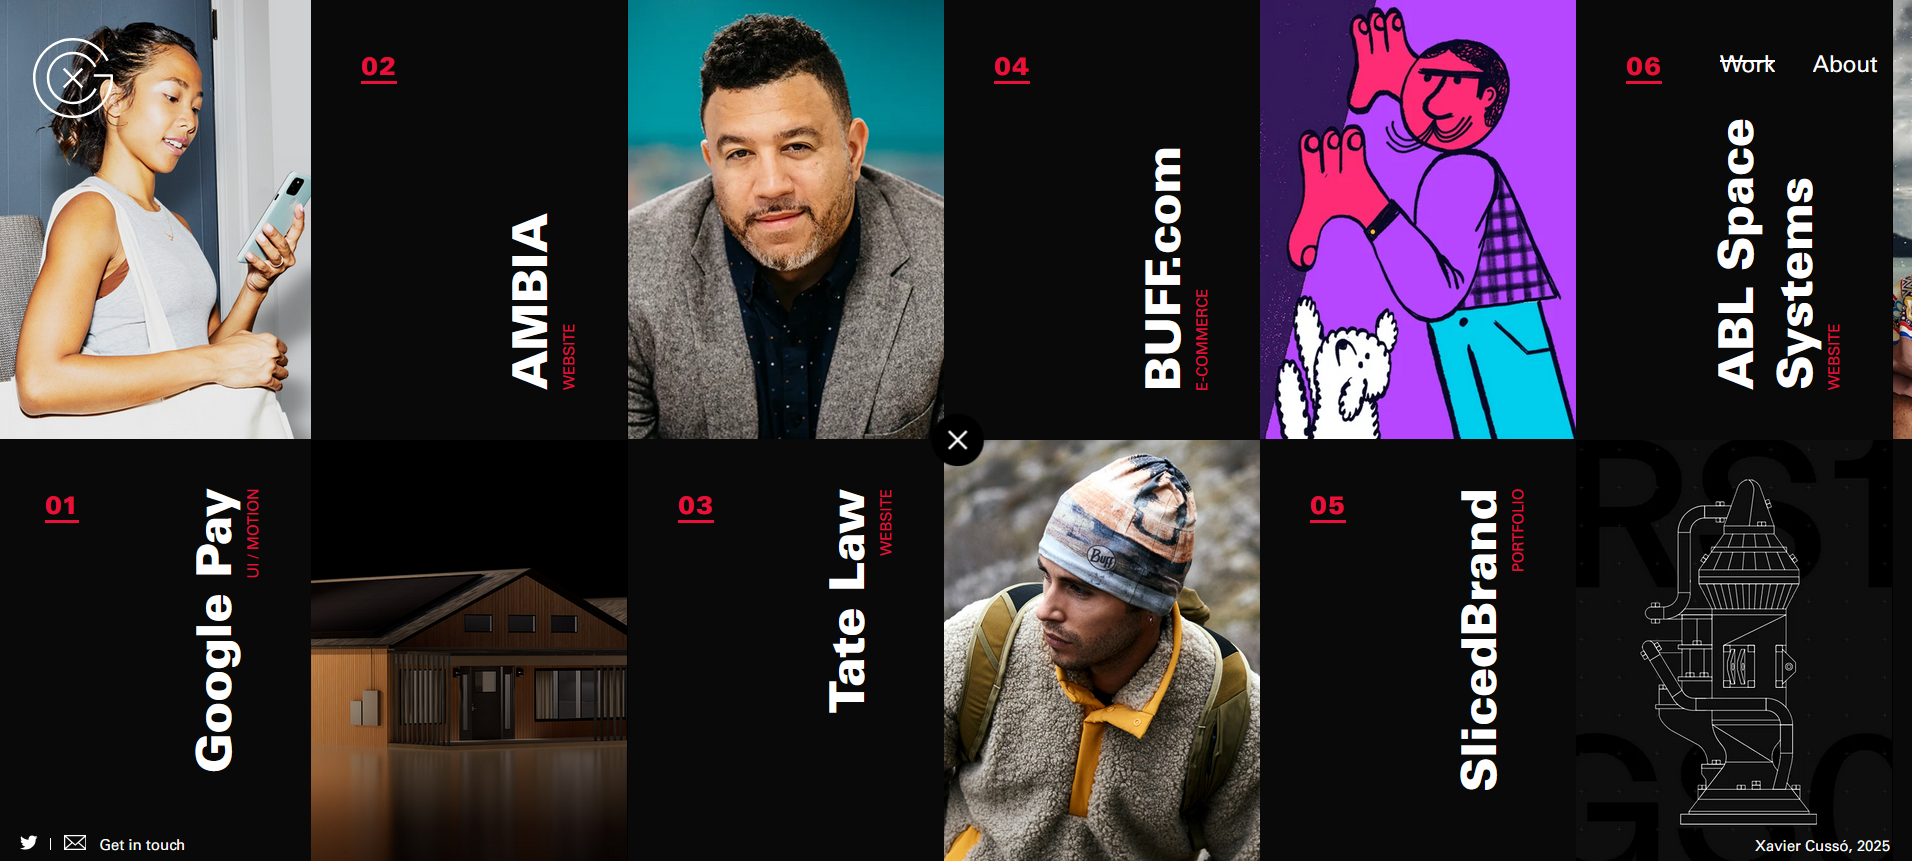 02
AMBIA
WEBSITE
04
BUFF.com
E-COMMERCE
06
Work
About
ABL Space
Systems
WEBSITE
01
Google Pay
UI / MOTION
03
Tate Law
WEBSITE
Buff
05
SlicedBrand
PORTFOLIO
RS1
GS0
Get in touch
Xavier Cussó, 2025